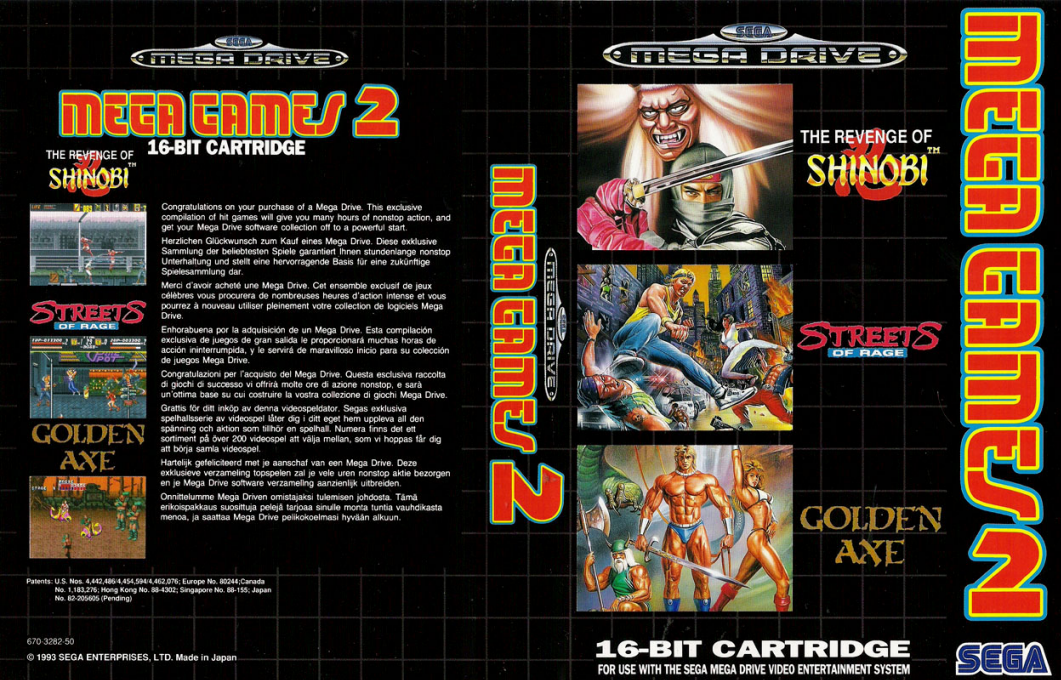 SEGA
MEGA DRIVE
MEGA GAMES 2
16-BIT CARTRIDGE
THE REVENGE OF
SHINOBI™
Congratulations on your purchase of a Mega Drive. This exclusive
compilation of hit games will give you many hours of nonstop action, and
get your Mega Drive software collection off to a powerful start.
Herzlichen Glückwunsch zum Kauf eines Mega Drive. Diese exklusive
Sammlung der beliebtesten Spiele garantiert Ihnen stundenlange nonstop
Unterhaltung und stellt eine hervorragende Basis für eine zukünftige
Spielesammlung dar.
Merci d'avoir acheté une Mega Drive. Cet ensemble exclusif de jeux
célèbres vous procurera de nombreuses heures d'action intense et vous
pourrez à nouveau utiliser pleinement votre collection de logiciels Mega
Drive.
Enhorabuena por la adquisición de un Mega Drive. Esta compilación
exclusiva de juegos de gran salida le proporcionará muchas horas de
acción ininterrumpida, y le servirá de maravilloso inicio para su colección
de juegos Mega Drive.
Congratulazioni per l'acquisto del Mega Drive. Questa esclusiva raccolta
di giochi di successo vi offrirà molte ore di azione nonstop, e sarà
un'ottima base su cui costruire la vostra collezione di giochi Mega Drive.
Grattis för ditt inköp av denna videospeldator. Segas exklusiva
spelhallserie av videospel låter dig i ditt eget hem uppleva all den
spänning och aktion som tillhör en spelhall. Numera finns det ett
sortiment på över 200 videospel att välja mellan, som vi hoppas får dig
att börja samla videospel.
Hartelijk gefeliciteerd met je aanschaf van een Mega Drive. Deze
exklusieve verzameling topspelen zal je vele uren nonstop aktie bezorgen
en je Mega Drive software verzameling aanzienlijk uitbreiden.
Onnittelumme Mega Driven omistajaksi tulemisen johdosta. Tämä
erikoispakkaus suosittuja pelejä tarjoaa sinulle monta tuntia vauhdikasta
menoa, ja saattaa Mega Drive pelikokoelmasi hyvään alkuun.
STREETS
OF RAGE
GOLDEN
AXE
Patents: U.S. Nos. 4,442,486/4,454,594/4,462,076; Europe No. 80244;Canada
No. 1,183,276; Hong Kong No. 88-4302; Singapore No. 88-155; Japan
No. 82-205605 (Pending)
670-3282-50
© 1993 SEGA ENTERPRISES, LTD. Made in Japan
MEGA GAMES 2
SEGA
MEGA DRIVE
SEGA
MEGA DRIVE
THE REVENGE OF
SHINOBI™
STREETS
OF RAGE
GOLDEN
AXE
16-BIT CARTRIDGE
FOR USE WITH THE SEGA MEGA DRIVE VIDEO ENTERTAINMENT SYSTEM
MEGA GAMES 2
SEGA